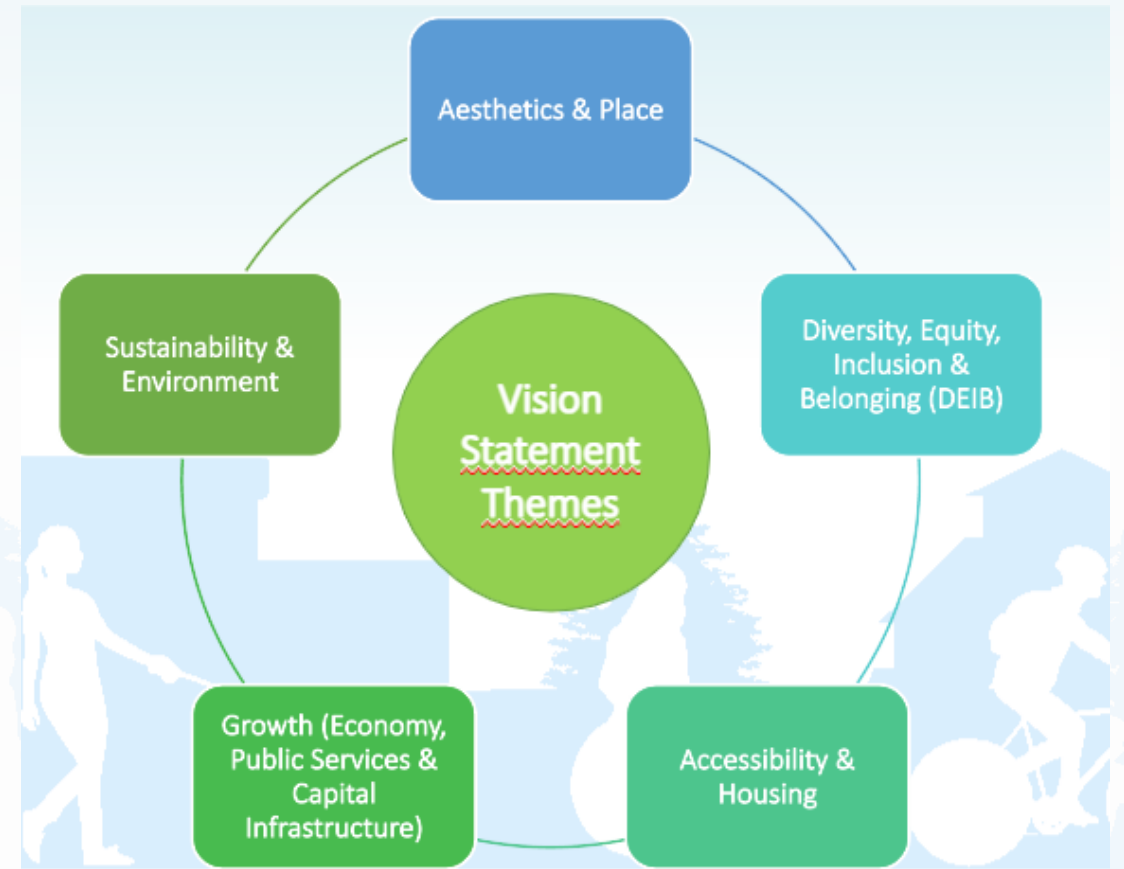 Aesthetics & Place
Diversity, Equity,
Inclusion &
Belonging (DEIB)
Sustainability &
Environment
Vision
Statement
Themes
Growth (Economy,
Public Services &
Capital
Infrastructure)
Accessibility &
Housing